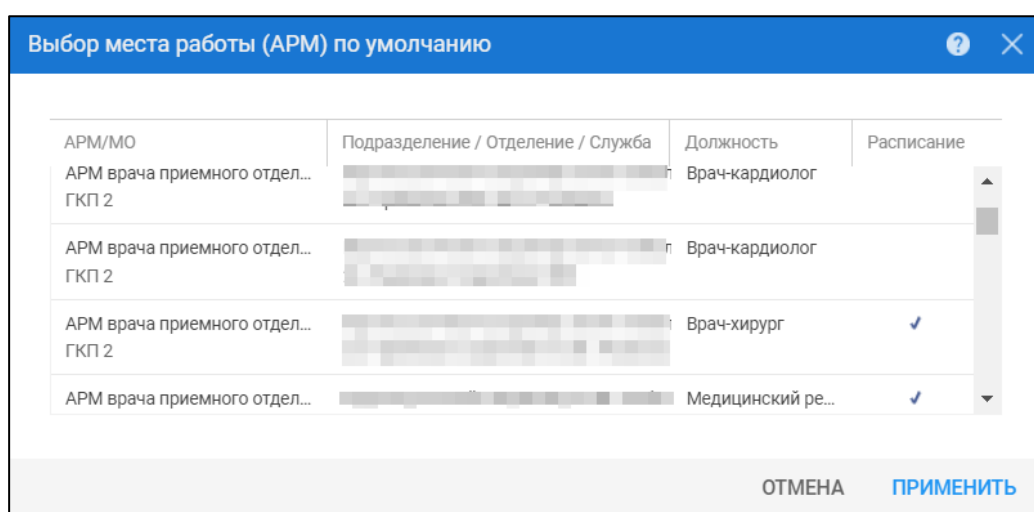 Выбор места работы (АРМ) по умолчанию
АРМ/МО Подразделение / Отделение / Служба Должность Расписание
АРМ врача приемного отдел... Врач-кардиолог
ГКП 2
АРМ врача приемного отдел... Врач-кардиолог
ГКП 2
АРМ врача приемного отдел... Врач-хирург
ГКП 2
АРМ врача приемного отдел... Медицинский ре...
ОТМЕНА ПРИМЕНИТЬ